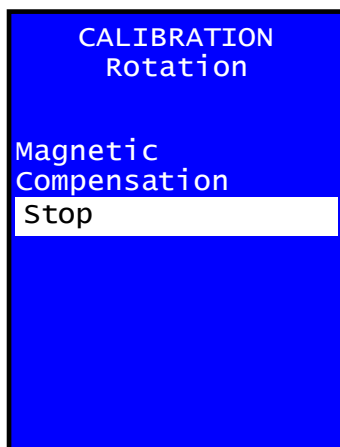 CALIBRATION
Rotation
Magnetic
Compensation
Stop